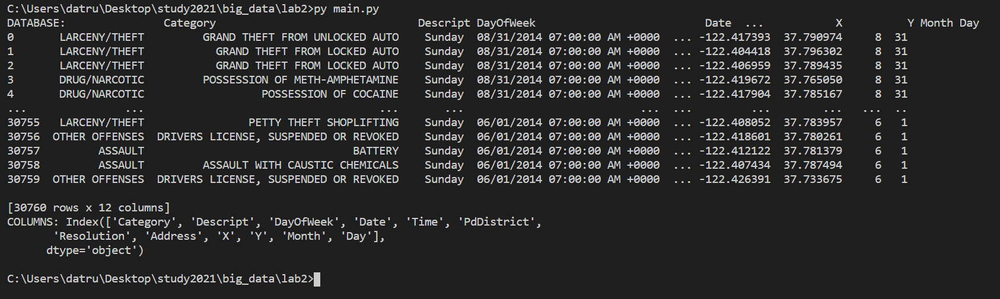 C:\Users\datru\Desktop\study2021\big_data\lab2>py main.py
DATABASE:               Category                               Descript DayOfWeek                          Date  ...           X          Y Month Day
0       LARCENY/THEFT         GRAND THEFT FROM UNLOCKED AUTO    Sunday  08/31/2014 07:00:00 AM +0000  ... -122.417393  37.790974     8  31
1       LARCENY/THEFT           GRAND THEFT FROM LOCKED AUTO    Sunday  08/31/2014 07:00:00 AM +0000  ... -122.404418  37.796302     8  31
2       LARCENY/THEFT           GRAND THEFT FROM LOCKED AUTO    Sunday  08/31/2014 07:00:00 AM +0000  ... -122.406959  37.789435     8  31
3       DRUG/NARCOTIC         POSSESSION OF METH-AMPHETAMINE    Sunday  08/31/2014 07:00:00 AM +0000  ... -122.419672  37.765050     8  31
4       DRUG/NARCOTIC                  POSSESSION OF COCAINE    Sunday  08/31/2014 07:00:00 AM +0000  ... -122.417904  37.785167     8  31
...               ...                                    ...       ...                           ...  ...         ...        ...   ...  ..
30755   LARCENY/THEFT                PETTY THEFT SHOPLIFTING    Sunday  06/01/2014 07:00:00 AM +0000  ... -122.408052  37.783957     6   1
30756  OTHER OFFENSES  DRIVERS LICENSE, SUSPENDED OR REVOKED    Sunday  06/01/2014 07:00:00 AM +0000  ... -122.418601  37.780261     6   1
30757         ASSAULT                                BATTERY    Sunday  06/01/2014 07:00:00 AM +0000  ... -122.412122  37.781379     6   1
30758         ASSAULT         ASSAULT WITH CAUSTIC CHEMICALS    Sunday  06/01/2014 07:00:00 AM +0000  ... -122.407434  37.787494     6   1
30759  OTHER OFFENSES  DRIVERS LICENSE, SUSPENDED OR REVOKED    Sunday  06/01/2014 07:00:00 AM +0000  ... -122.426391  37.733675     6   1
[30760 rows x 12 columns]
COLUMNS: Index(['Category', 'Descript', 'DayOfWeek', 'Date', 'Time', 'PdDistrict',
       'Resolution', 'Address', 'X', 'Y', 'Month', 'Day'],
      dtype='object')
C:\Users\datru\Desktop\study2021\big_data\lab2>